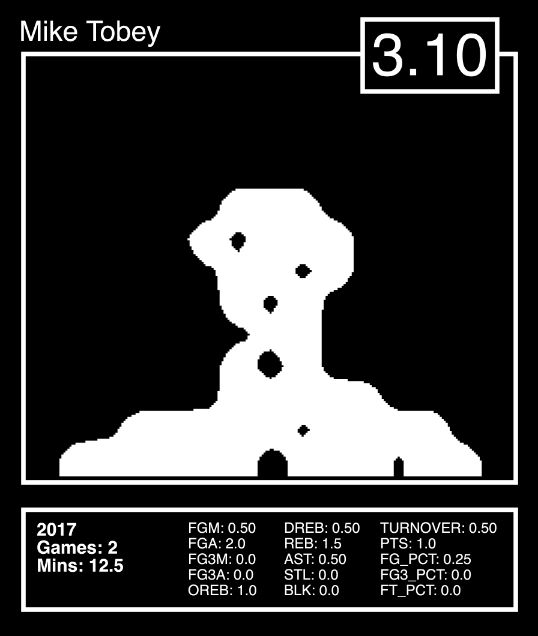 Mike Tobey
3.10
2017
Games: 2
Mins: 12.5
FGM: 0.50
FGA: 2.0
FG3M: 0.0
FG3A: 0.0
OREB: 1.0
DREB: 0.50
REB: 1.5
AST: 0.50
STL: 0.0
BLK: 0.0
TURNOVER: 0.50
PTS: 1.0
FG_PCT: 0.25
FG3_PCT: 0.0
FT_PCT: 0.0